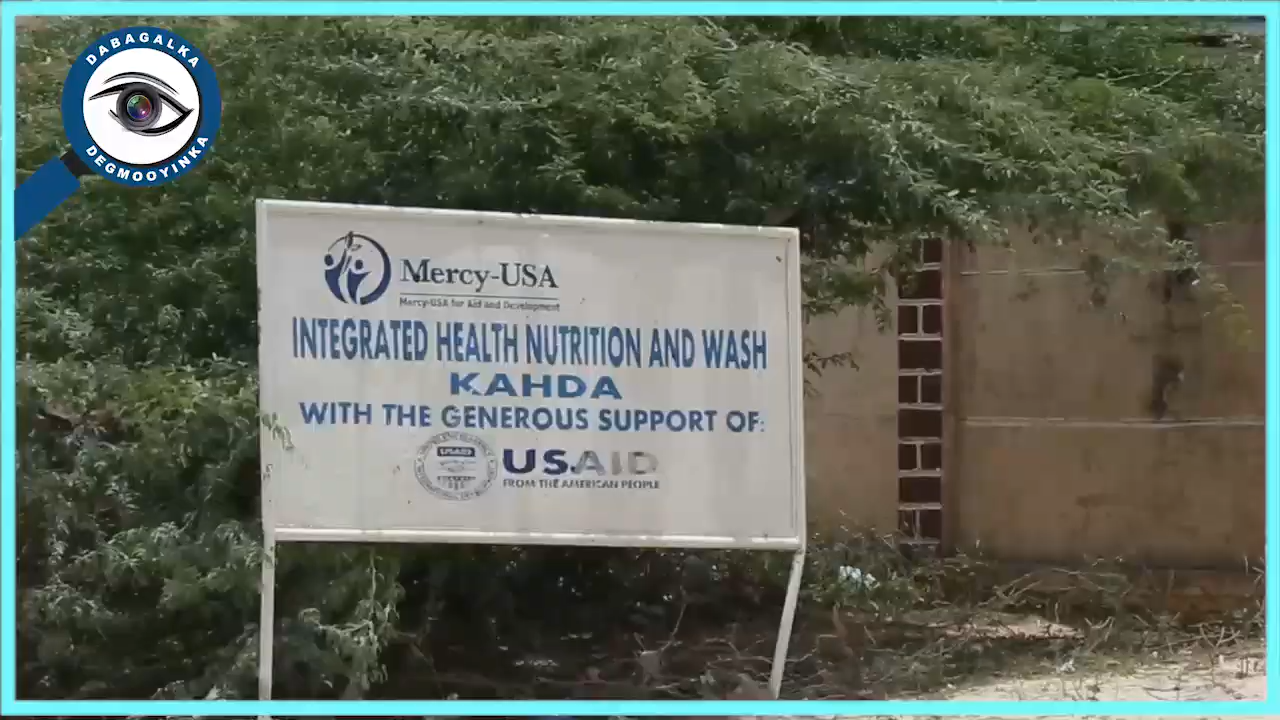 DABAGALKA
DEGMOOYINKA
Mercy-USA
Mercy-USA for Aid and Development
INTEGRATED HEALTH NUTRITION AND WASH
KAHDA
WITH THE GENEROUS SUPPORT OF:
USAID
USAID
FROM THE AMERICAN PEOPLE